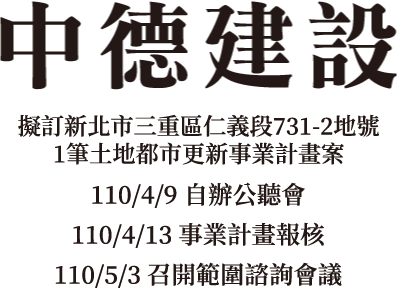 中德建設
擬訂新北市三重區仁義段731-2地號
1筆土地都市更新事業計畫案
110/4/9 自辦公聽會
110/4/13 事業計畫報核
110/5/3 召開範圍諮詢會議